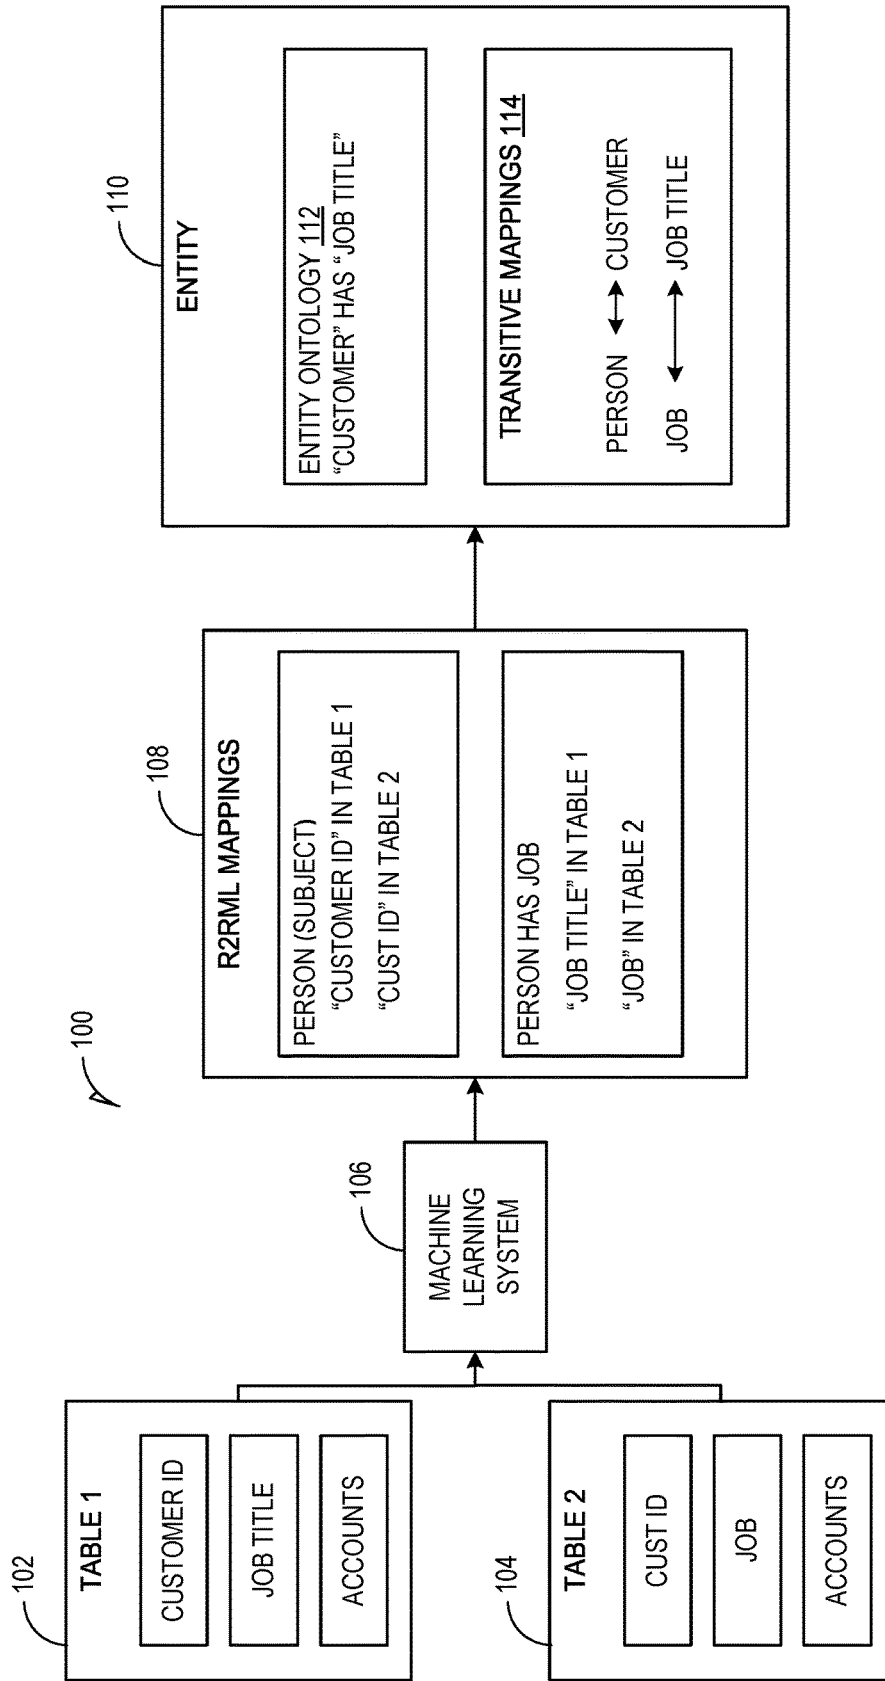 100
102
TABLE 1
CUSTOMER ID
JOB TITLE
ACCOUNTS
104
TABLE 2
CUST ID
JOB
ACCOUNTS
106
MACHINE
LEARNING
SYSTEM
108
R2RML MAPPINGS
PERSON (SUBJECT)
“CUSTOMER ID” IN TABLE 1
“CUST ID” IN TABLE 2
PERSON HAS JOB
“JOB TITLE” IN TABLE 1
“JOB” IN TABLE 2
110
ENTITY
ENTITY ONTOLOGY 112
“CUSTOMER” HAS “JOB TITLE”
TRANSITIVE MAPPINGS 114
PERSON CUSTOMER
JOB JOB TITLE